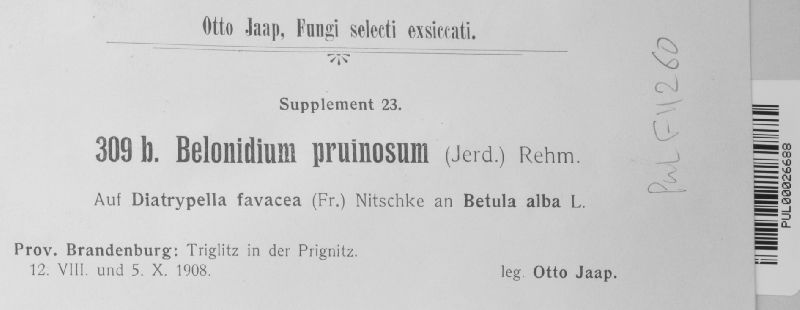 Otto Jaap, Fungi selecti exsiccati.
Supplement 23.
309 b. Belonidium pruinosum (Jerd.) Rehm.
Auf Diatrypella favacea (Fr.) Nitschke an Betula alba L.
Prov. Brandenburg: Triglitz in der Prignitz.
12. VIII. und 5. X. 1908.
leg. Otto Jaap.
PUL F11260
PUL00026688